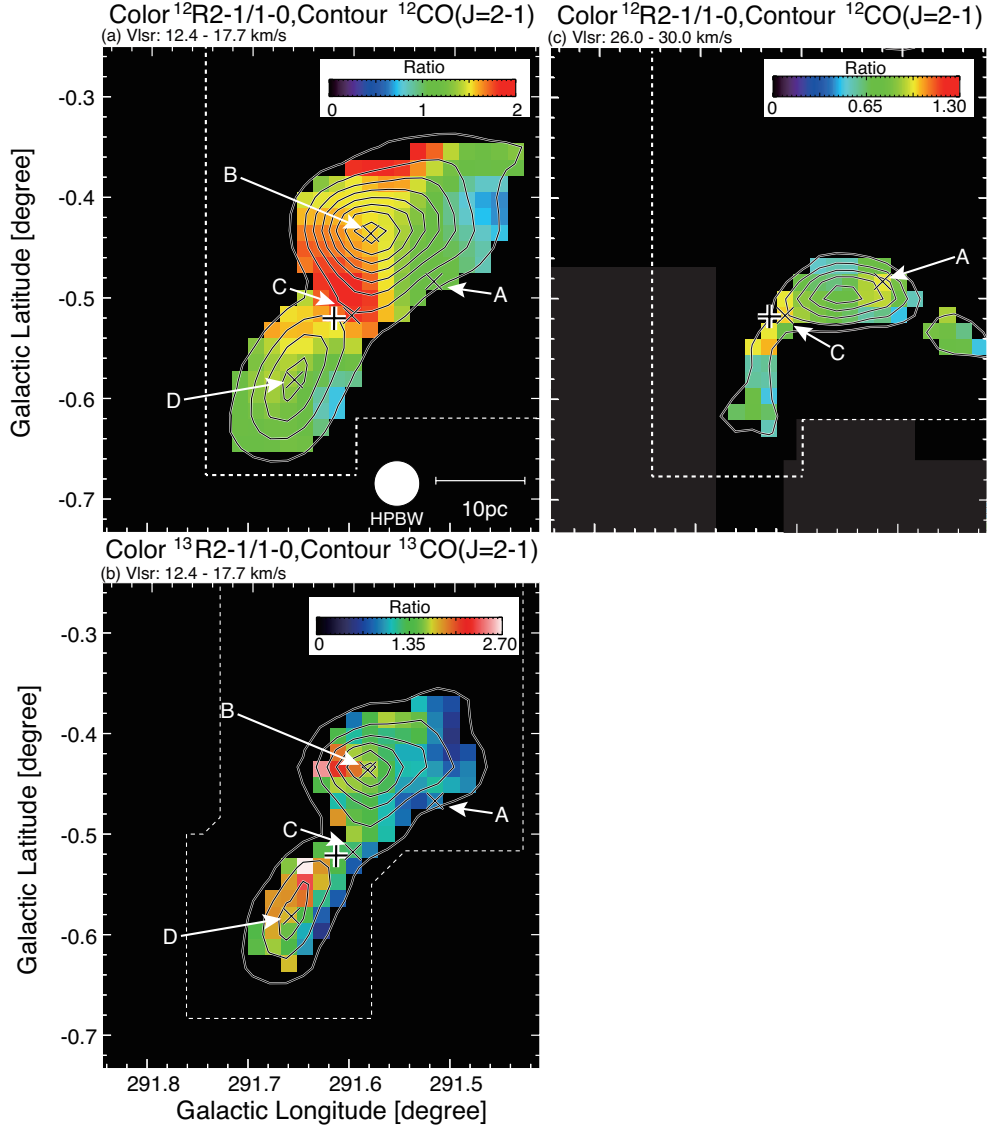 Color ¹²R2-1/1-0,Contour ¹²CO(J=2-1)
(a) Vlsr: 12.4 - 17.7 km/s
Ratio
0 1 2
-0.3
-0.4
-0.5
-0.6
-0.7
Galactic Latitude [degree]
B
C
A
D
HPBW
10pc
Color ¹²R2-1/1-0,Contour ¹²CO(J=2-1)
(c) Vlsr: 26.0 - 30.0 km/s
Ratio
0 0.65 1.30
A
C
Color ¹³R2-1/1-0,Contour ¹³CO(J=2-1)
(b) Vlsr: 12.4 - 17.7 km/s
Ratio
0 1.35 2.70
-0.3
-0.4
-0.5
-0.6
-0.7
Galactic Latitude [degree]
B
C
A
D
291.8 291.7 291.6 291.5
Galactic Longitude [degree]